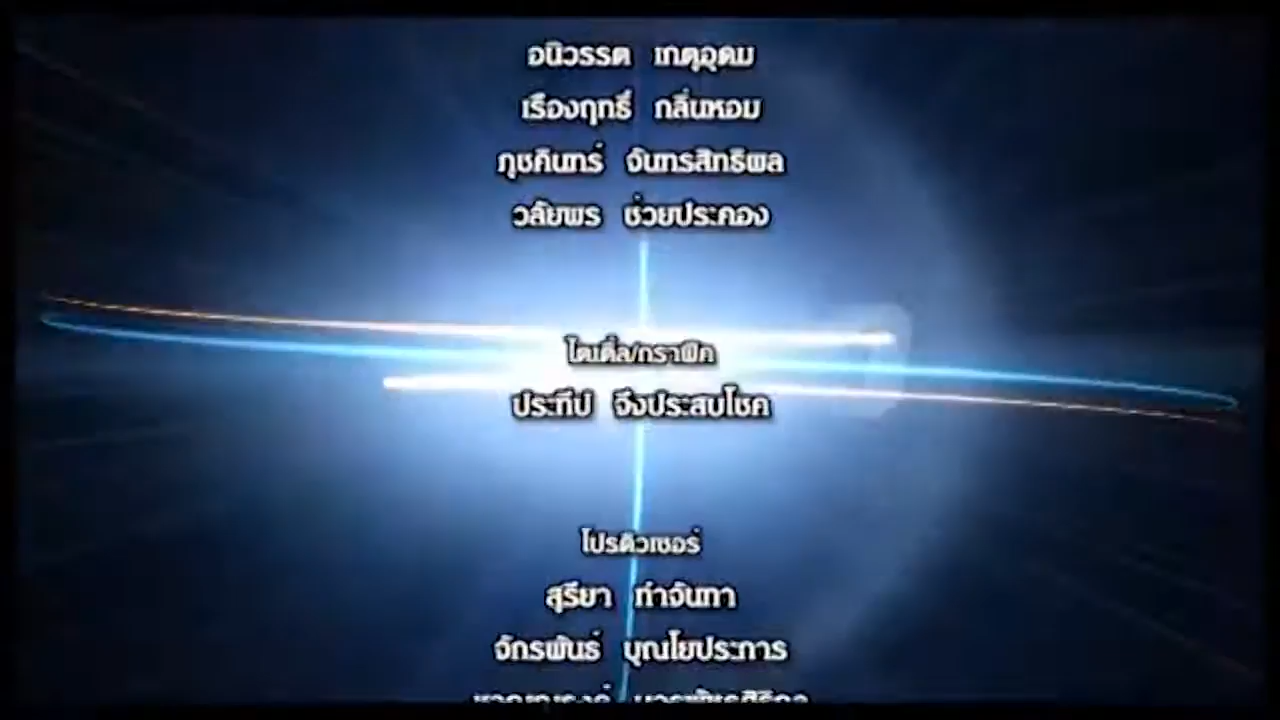 อนิวรรต เกตุอุดม
เรืองฤทธิ์ กลิ่นหอม
ภุชคินทร์ จันทรสิทธิผล
วลัยพร ช่วยประคอง
ไตเติ้ล/กราฟิค
ประทีป จึงประสบโชค
โปรดิวเซอร์
สุรียา ทำจันทา
จักรพันธ์ บุณโยประการ